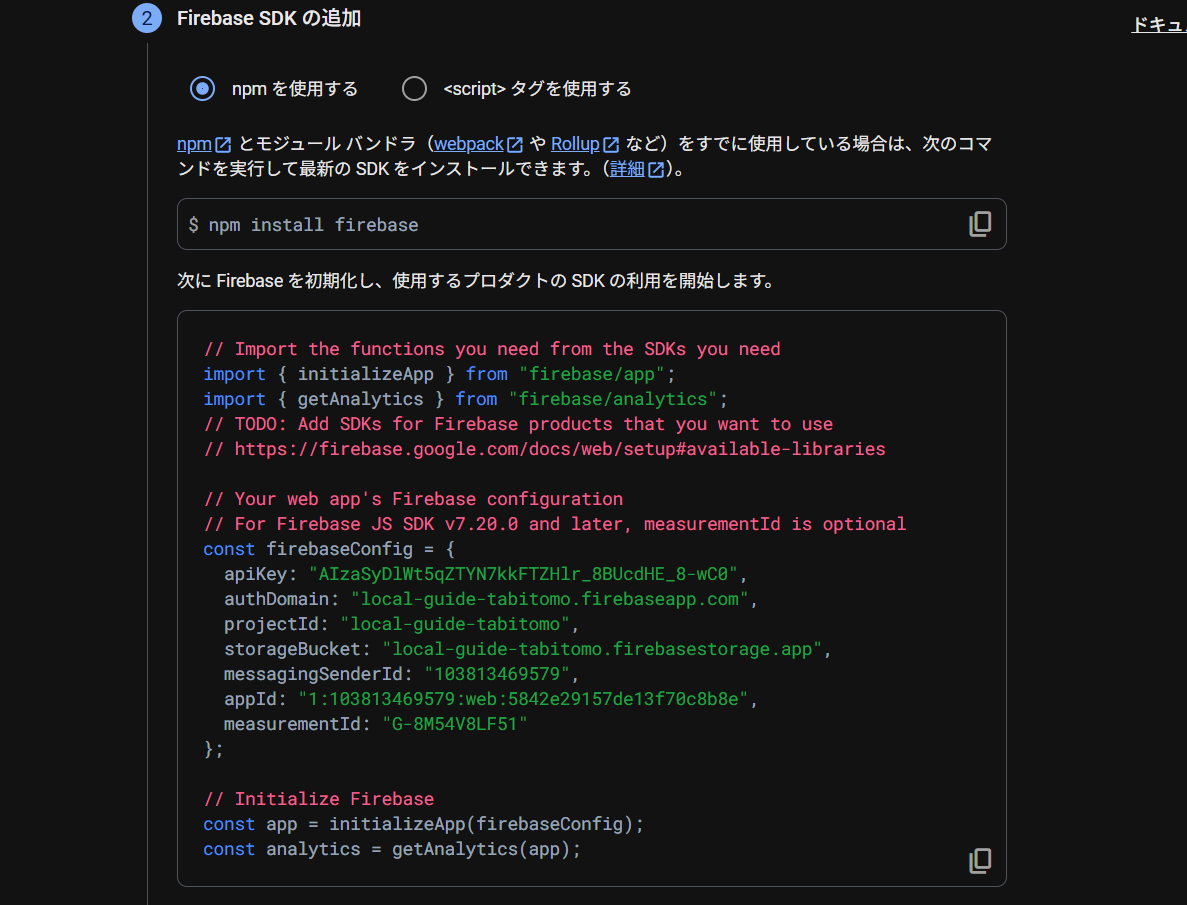 2 Firebase SDK の追加
ドキュ
npm を使用する <script> タグを使用する
npm とモジュール バンドラ（webpack や Rollup など）をすでに使用している場合は、次のコマ
ンドを実行して最新の SDK をインストールできます。（詳細）。
$ npm install firebase
次に Firebase を初期化し、使用するプロダクトの SDK の利用を開始します。
// Import the functions you need from the SDKs you need
import { initializeApp } from "firebase/app";
import { getAnalytics } from "firebase/analytics";
// TODO: Add SDKs for Firebase products that you want to use
// https://firebase.google.com/docs/web/setup#available-libraries
// Your web app's Firebase configuration
// For Firebase JS SDK v7.20.0 and later, measurementId is optional
const firebaseConfig = {
apiKey: "AIzaSyDlWt5qZTYN7kkFTZHlr_8BUcdHE_8-wC0",
authDomain: "local-guide-tabitomo.firebaseapp.com",
projectId: "local-guide-tabitomo",
storageBucket: "local-guide-tabitomo.firebasestorage.app",
messagingSenderId: "103813469579",
appId: "1:103813469579:web:5842e29157de13f70c8b8e",
measurementId: "G-8M54V8LF51"
};
// Initialize Firebase
const app = initializeApp(firebaseConfig);
const analytics = getAnalytics(app);